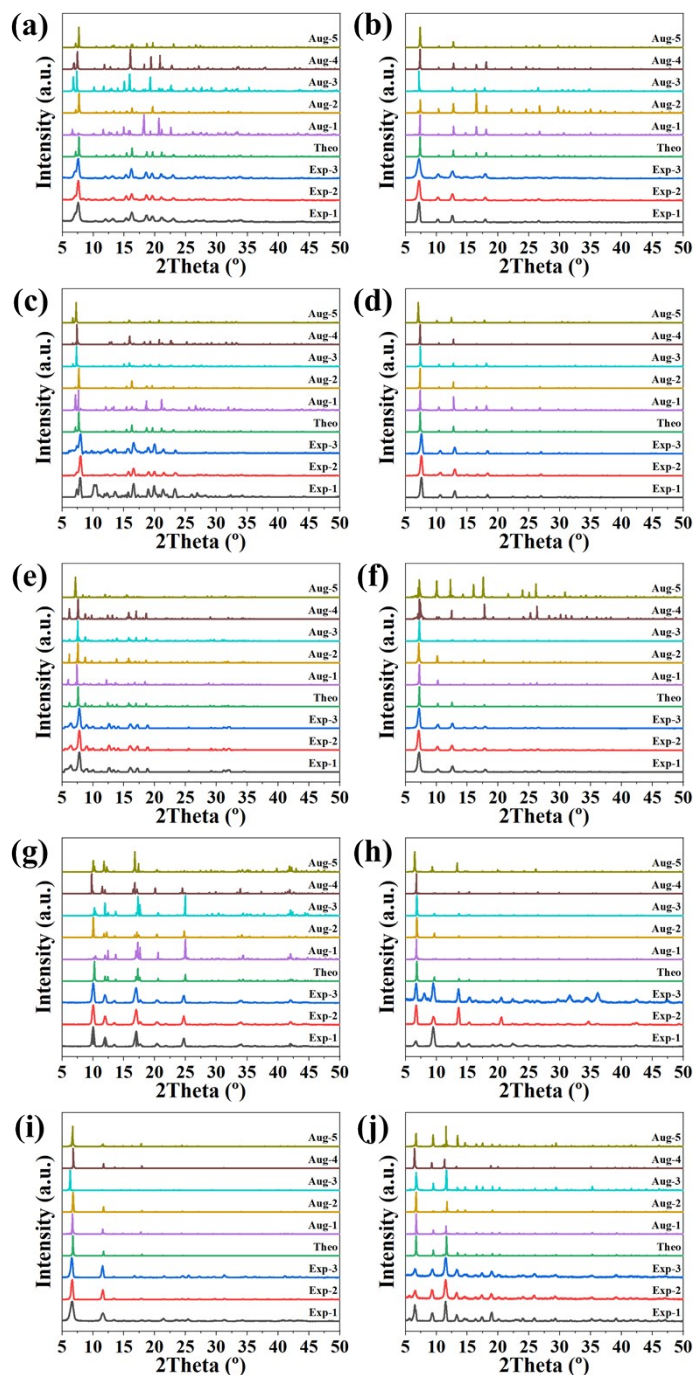 (a)
Intensity (a.u.)
Aug-5
Aug-4
Aug-3
Aug-2
Aug-1
Theo
Exp-3
Exp-2
Exp-1
5 10 15 20 25 30 35 40 45 50
2Theta (º)
(b)
Intensity (a.u.)
Aug-5
Aug-4
Aug-3
Aug-2
Aug-1
Theo
Exp-3
Exp-2
Exp-1
5 10 15 20 25 30 35 40 45 50
2Theta (º)
(c)
Intensity (a.u.)
Aug-5
Aug-4
Aug-3
Aug-2
Aug-1
Theo
Exp-3
Exp-2
Exp-1
5 10 15 20 25 30 35 40 45 50
2Theta (º)
(d)
Intensity (a.u.)
Aug-5
Aug-4
Aug-3
Aug-2
Aug-1
Theo
Exp-3
Exp-2
Exp-1
5 10 15 20 25 30 35 40 45 50
2Theta (º)
(e)
Intensity (a.u.)
Aug-5
Aug-4
Aug-3
Aug-2
Aug-1
Theo
Exp-3
Exp-2
Exp-1
5 10 15 20 25 30 35 40 45 50
2Theta (º)
(f)
Intensity (a.u.)
Aug-5
Aug-4
Aug-3
Aug-2
Aug-1
Theo
Exp-3
Exp-2
Exp-1
5 10 15 20 25 30 35 40 45 50
2Theta (º)
(g)
Intensity (a.u.)
Aug-5
Aug-4
Aug-3
Aug-2
Aug-1
Theo
Exp-3
Exp-2
Exp-1
5 10 15 20 25 30 35 40 45 50
2Theta (º)
(h)
Intensity (a.u.)
Aug-5
Aug-4
Aug-3
Aug-2
Aug-1
Theo
Exp-3
Exp-2
Exp-1
5 10 15 20 25 30 35 40 45 50
2Theta (º)
(i)
Intensity (a.u.)
Aug-5
Aug-4
Aug-3
Aug-2
Aug-1
Theo
Exp-3
Exp-2
Exp-1
5 10 15 20 25 30 35 40 45 50
2Theta (º)
(j)
Intensity (a.u.)
Aug-5
Aug-4
Aug-3
Aug-2
Aug-1
Theo
Exp-3
Exp-2
Exp-1
5 10 15 20 25 30 35 40 45 50
2Theta (º)